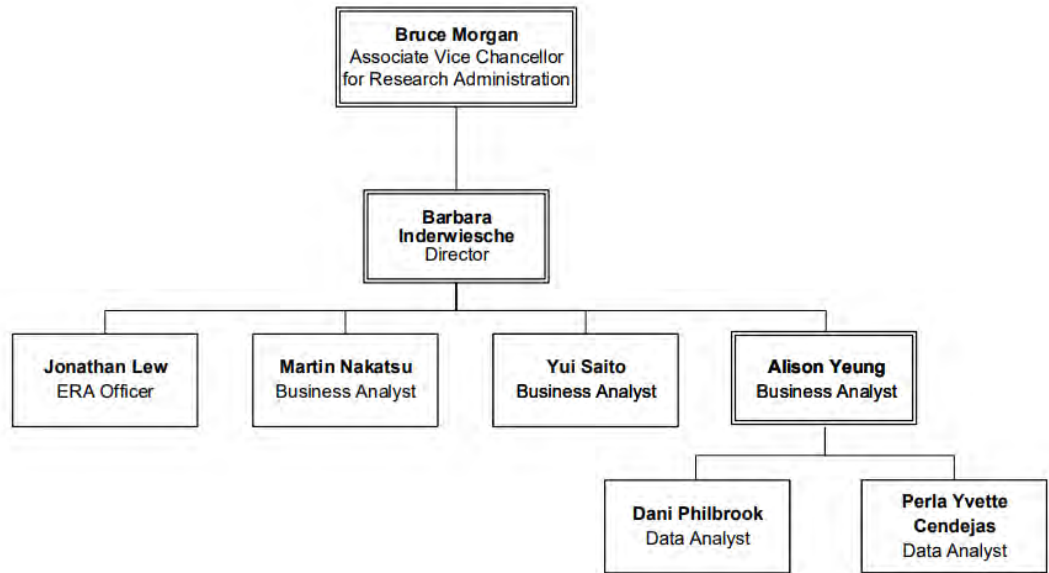 Bruce Morgan
Associate Vice Chancellor
for Research Administration
Barbara
Inderwiesche
Director
Jonathan Lew
ERA Officer
Martin Nakatsu
Business Analyst
Yui Saito
Business Analyst
Alison Yeung
Business Analyst
Dani Philbrook
Data Analyst
Perla Yvette
Cendejas
Data Analyst